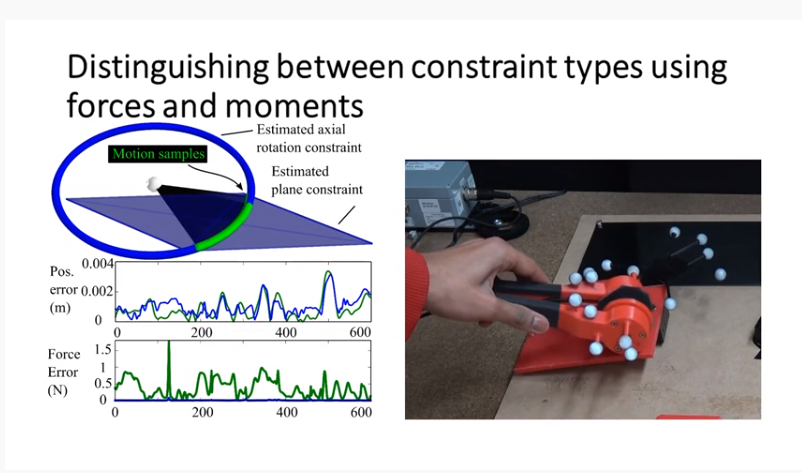 Distinguishing between constraint types using
forces and moments
Estimated axial
rotation constraint
Motion samples
Estimated
plane constraint
Pos.
error
(m)
0.004
0.002
0
0 200 400 600
Force
Error
(N)
1.5
1
0.5
0
0 200 400 600